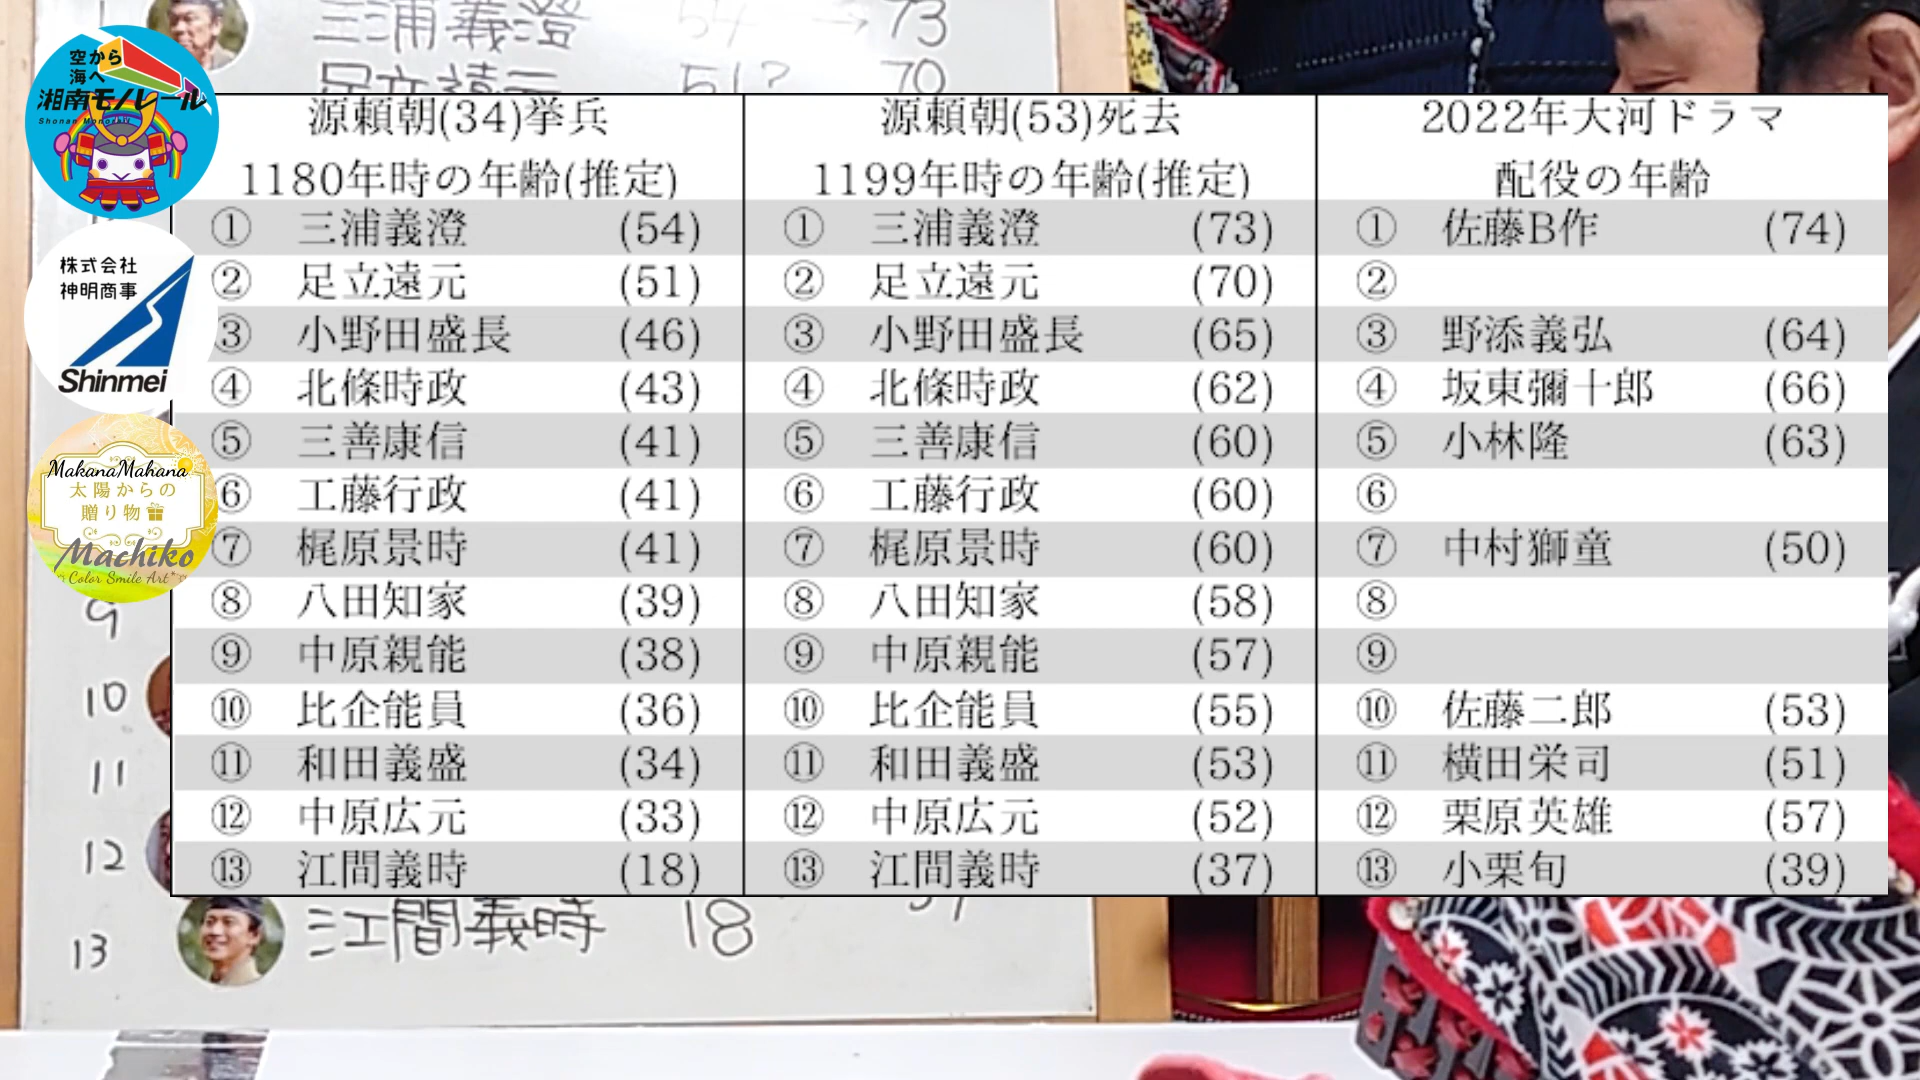 三浦義澄 54 → 73
足立遠元 51? 70
空から
海へ
湘南モノレール
Shonan Monorail
株式会社
神明商事
Shinmei
MakanaMahana
太陽からの
贈り物
Machiko
Color Smile Art
源頼朝(34)挙兵
1180年時の年齢(推定)
① 三浦義澄 (54)
② 足立遠元 (51)
③ 小野田盛長 (46)
④ 北條時政 (43)
⑤ 三善康信 (41)
⑥ 工藤行政 (41)
⑦ 梶原景時 (41)
⑧ 八田知家 (39)
⑨ 中原親能 (38)
⑩ 比企能員 (36)
⑪ 和田義盛 (34)
⑫ 中原広元 (33)
⑬ 江間義時 (18)
源頼朝(53)死去
1199年時の年齢(推定)
① 三浦義澄 (73)
② 足立遠元 (70)
③ 小野田盛長 (65)
④ 北條時政 (62)
⑤ 三善康信 (60)
⑥ 工藤行政 (60)
⑦ 梶原景時 (60)
⑧ 八田知家 (58)
⑨ 中原親能 (57)
⑩ 比企能員 (55)
⑪ 和田義盛 (53)
⑫ 中原広元 (52)
⑬ 江間義時 (37)
2022年大河ドラマ
配役の年齢
① 佐藤B作 (74)
②
③ 野添義弘 (64)
④ 坂東彌十郎 (66)
⑤ 小林隆 (63)
⑥
⑦ 中村獅童 (50)
⑧
⑨
⑩ 佐藤二郎 (53)
⑪ 横田栄司 (51)
⑫ 栗原英雄 (57)
⑬ 小栗旬 (39)
9
10
11
12
13 江間義時 18